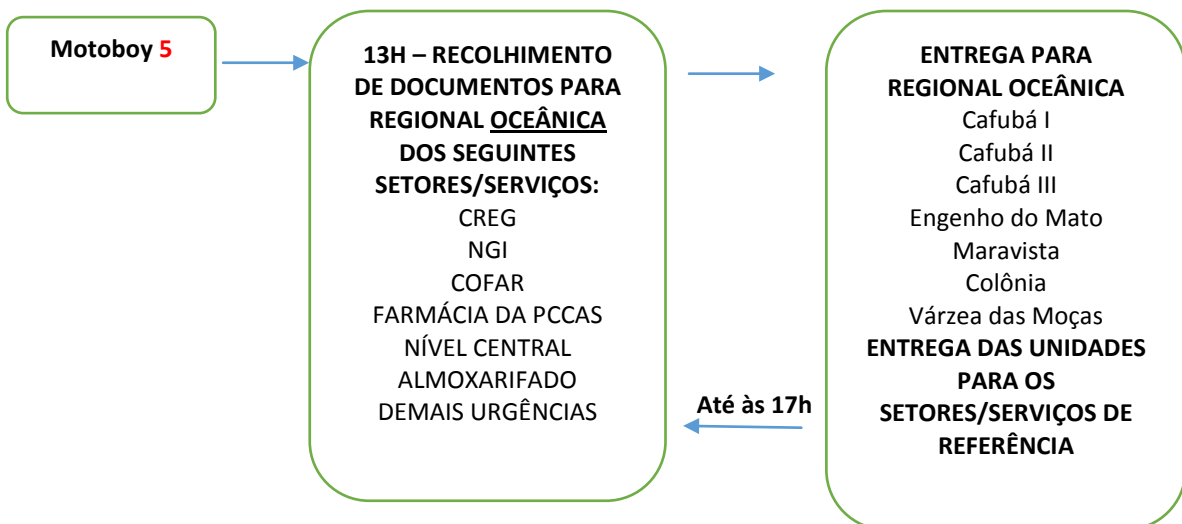 Motoboy 5
13H – RECOLHIMENTO
DE DOCUMENTOS PARA
REGIONAL OCEÂNICA
DOS SEGUINTES
SETORES/SERVIÇOS:
CREG
NGI
COFAR
FARMÁCIA DA PCCAS
NÍVEL CENTRAL
ALMOXARIFADO
DEMAIS URGÊNCIAS
ENTREGA PARA
REGIONAL OCEÂNICA
Cafubá I
Cafubá II
Cafubá III
Engenho do Mato
Maravista
Colônia
Várzea das Moças
ENTREGA DAS UNIDADES
PARA OS
SETORES/SERVIÇOS DE
REFERÊNCIA
Até às 17h